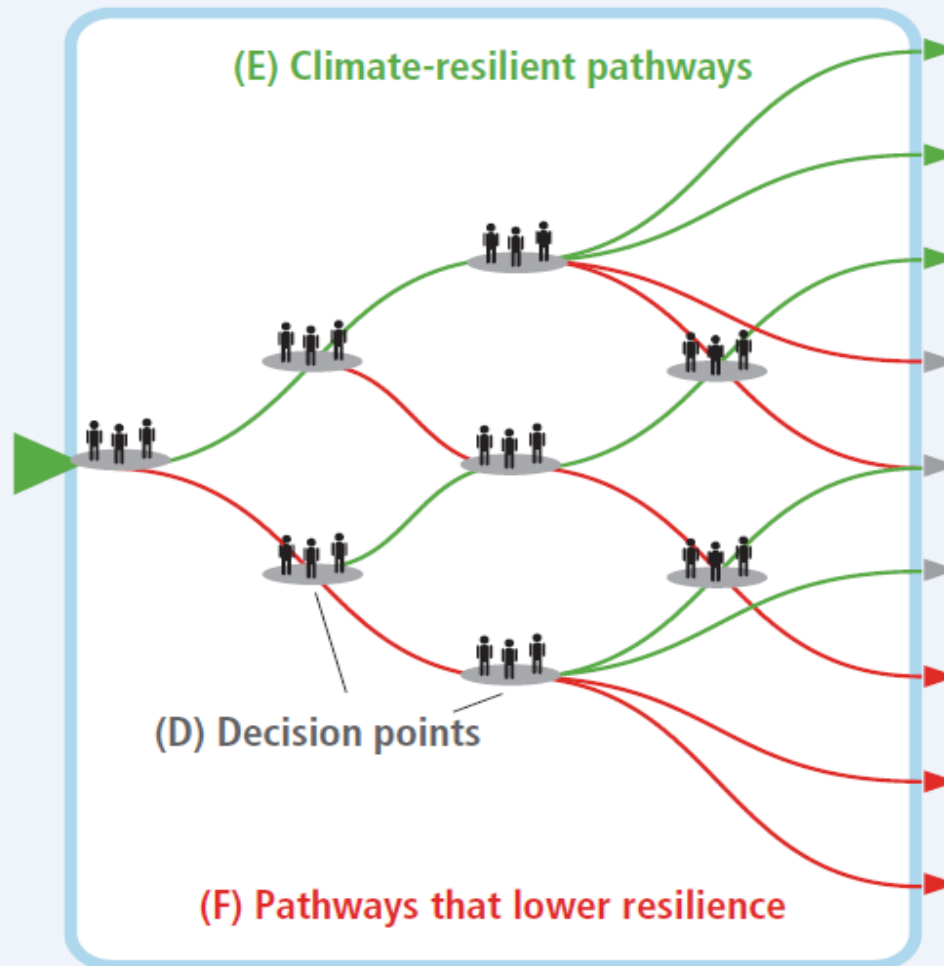 (E) Climate-resilient pathways
(D) Decision points
(F) Pathways that lower resilience